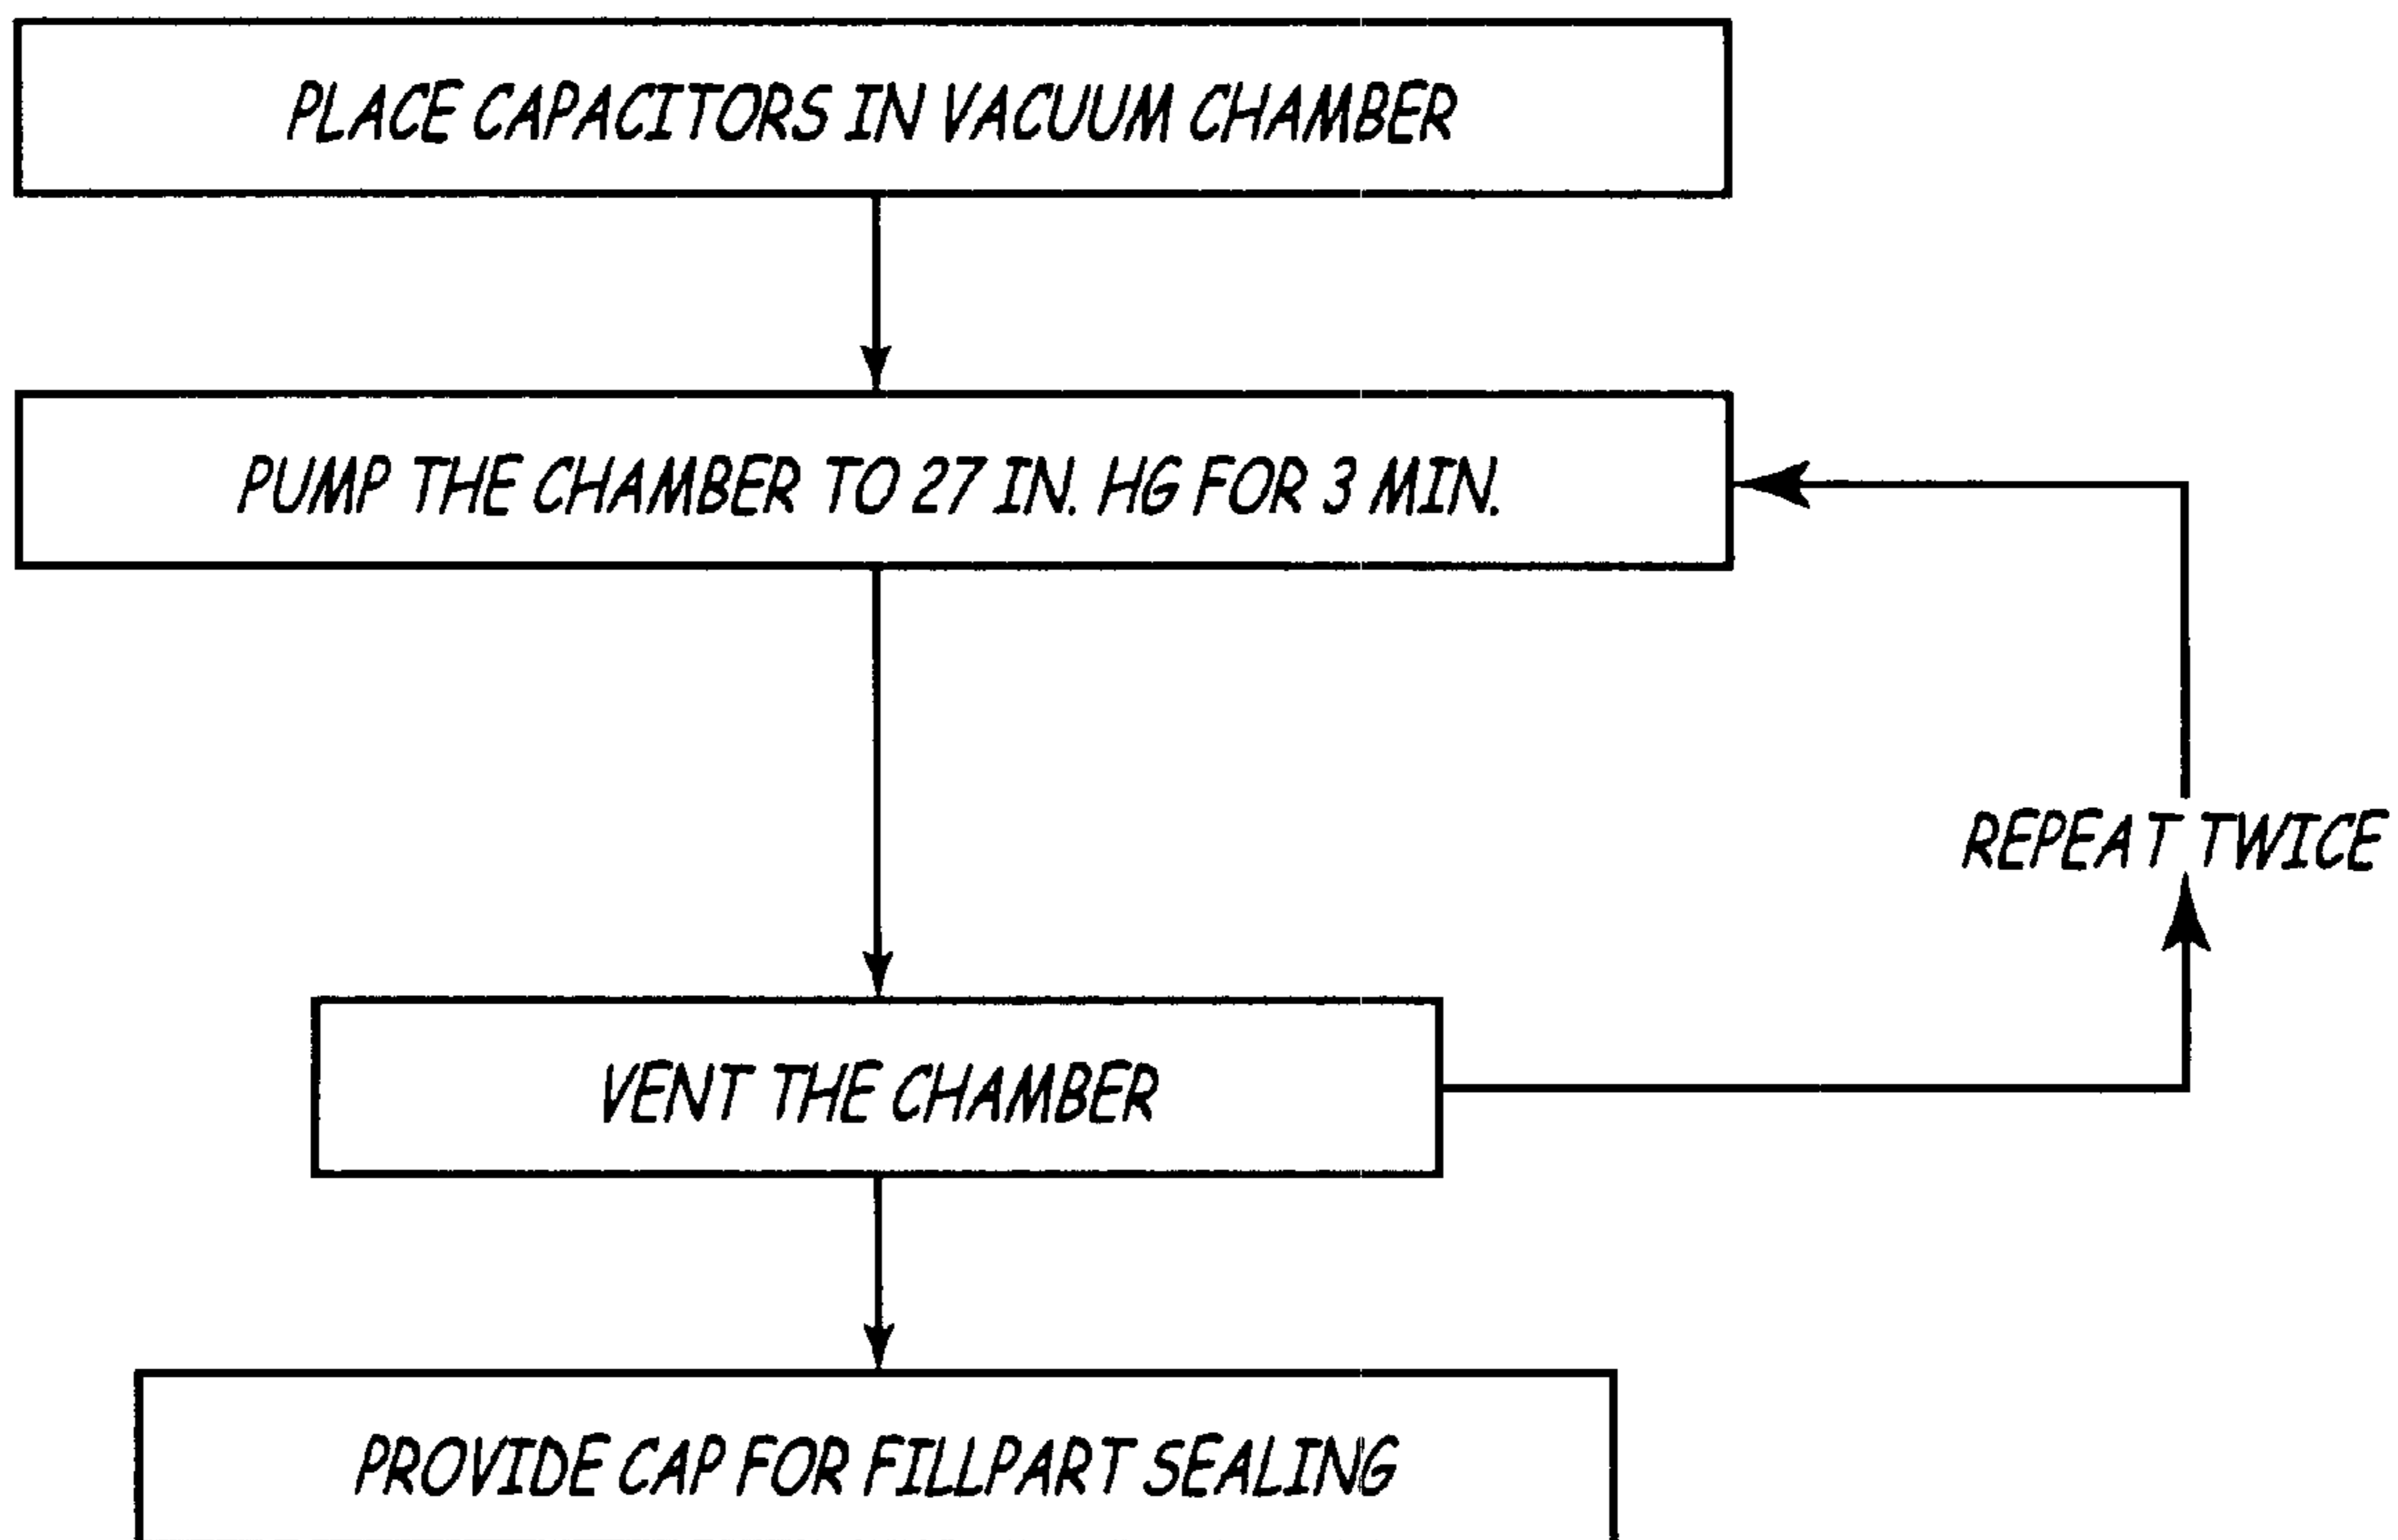 PLACE CAPACITORS IN VACUUM CHAMBER
PUMP THE CHAMBER TO 27 IN. HG FOR 3 MIN.
REPEAT TWICE
VENT THE CHAMBER
PROVIDE CAP FOR FILLPART SEALING